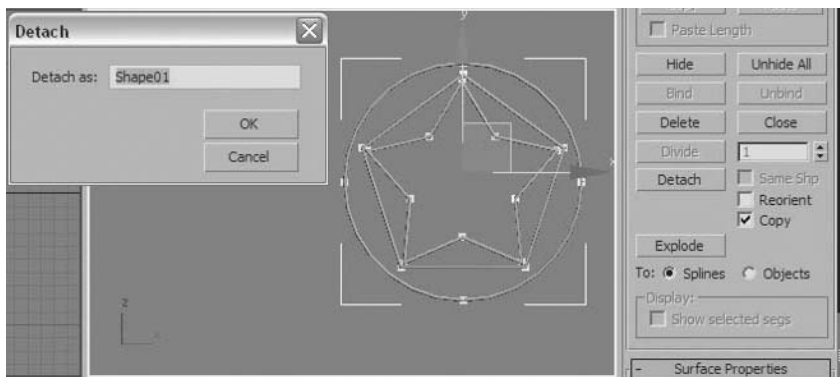 Detach
Detach as: Shape01
OK
Cancel
y
x
z
x
Paste Length
Hide Unhide All
Bind Unbind
Delete Close
Divide 1
Detach Same Shp
Reorient
Copy
Explode
To: Splines Objects
Display:
Show selected segs
- Surface Properties